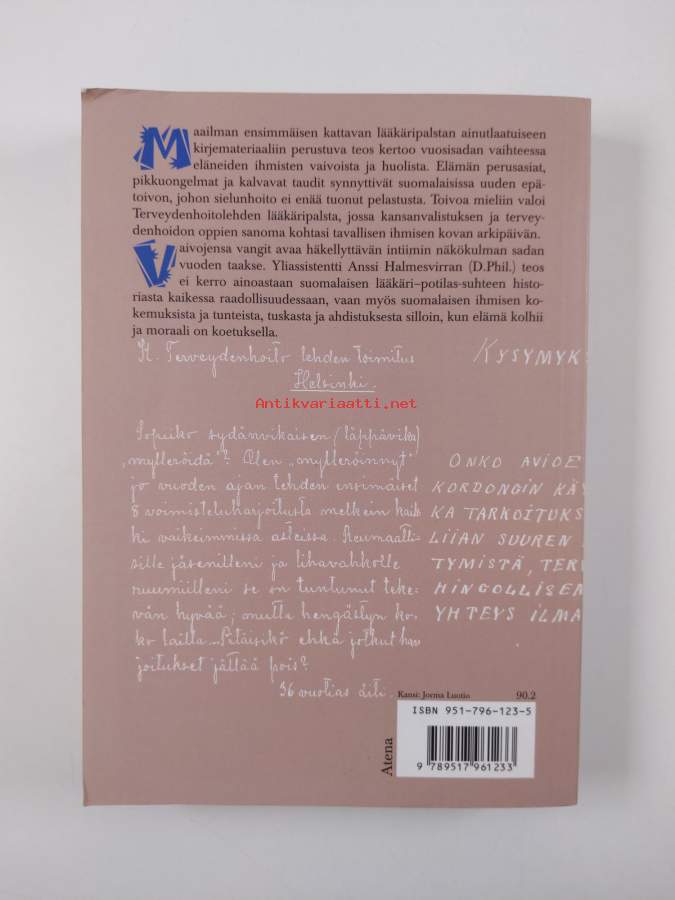 Maailman ensimmäisen kattavan lääkäripalstan ainutlaatuiseen
kirjemateriaaliin perustuva teos kertoo vuosisadan vaihteessa
eläneiden ihmisten vaivoista ja huolista. Elämän perusasiat,
pikkuongelmat ja kalvavat taudit synnyttivät suomalaisissa uuden epä-
toivon, johon sielunhoito ei enää tuonut pelastusta. Toivoa mieliin valoi
Terveydenhoitolehden lääkäripalsta, jossa kansanvalistuksen ja tervey-
denhoidon oppien sanoma kohtasi tavallisen ihmisen kovan arkipäivän.
Vaivojensa vangit avaa häkellyttävän intiimin näkökulman sadan
vuoden taakse. Yliassistentti Anssi Halmesvirran (D.Phil.) teos
ei kerro ainoastaan suomalaisen lääkäri–potilas-suhteen histo-
riasta kaikessa raadollisuudessaan, vaan myös suomalaisen ihmisen ko-
kemuksista ja tunteista, tuskasta ja ahdistuksesta silloin, kun elämä kolhii
ja moraali on koetuksella.
H. Terveydenhoito lehden toimitus
Helsinki.
Antikvariaatti.net
Sopiiko sydänvikaisen (läppävika)
„mylleröidä"? Olen „mylleröinnyt"
jo vuoden ajan lehden ensimäiset
8 voimisteluharjoitusta melkein kaik-
ki vaikeimmissa asteissa. Reumaatti-
sille jäsenilleni ja lihavahkolle
ruumiilleni se on tuntunut teke-
vän hyvää; mutta hengästyn ko-
ko lailla. Pitäisikö ehkä jotkut har-
joitukset jättää pois?
36 vuotias äiti.
KYSYMYK
ONKO AVIOE
KORDONGIN KÄ
KA TARKOITUKS
LIIAN SUUREN
TYMISTÄ, TER
HINGOLLISEN
YHTEYS ILMA
Kansi: Jorma Luotio
90.2
ISBN 951-796-123-5
9 789517 961233
Atena